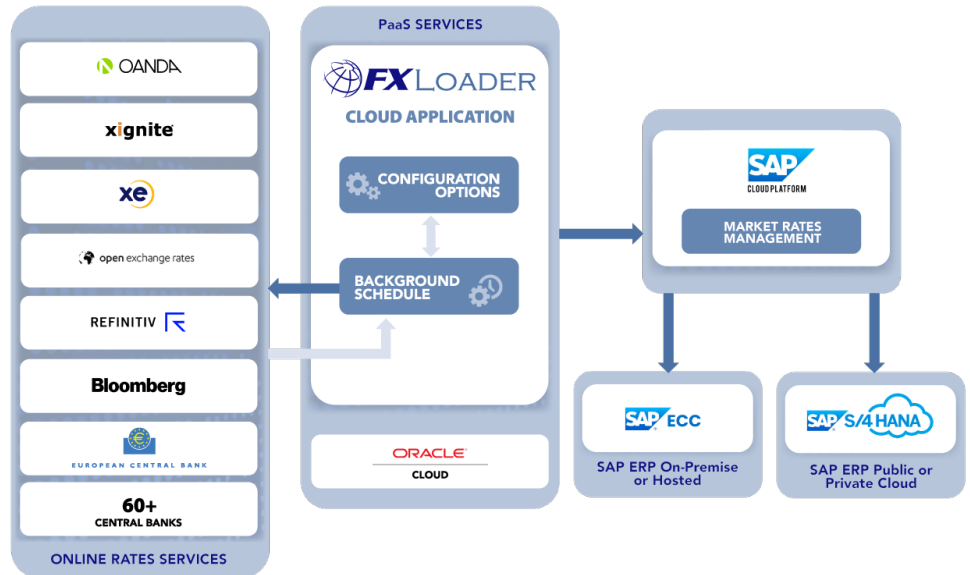 OANDA
xignite
xe
open exchange rates
REFINITIV
Bloomberg
EUROPEAN CENTRAL BANK
60+
CENTRAL BANKS
ONLINE RATES SERVICES
PaaS SERVICES
FXLOADER
CLOUD APPLICATION
CONFIGURATION
OPTIONS
BACKGROUND
SCHEDULE
ORACLE
CLOUD
SAP
CLOUD PLATFORM
MARKET RATES
MANAGEMENT
SAP ECC
SAP ERP On-Premise
or Hosted
SAP S/4HANA
SAP ERP Public or
Private Cloud